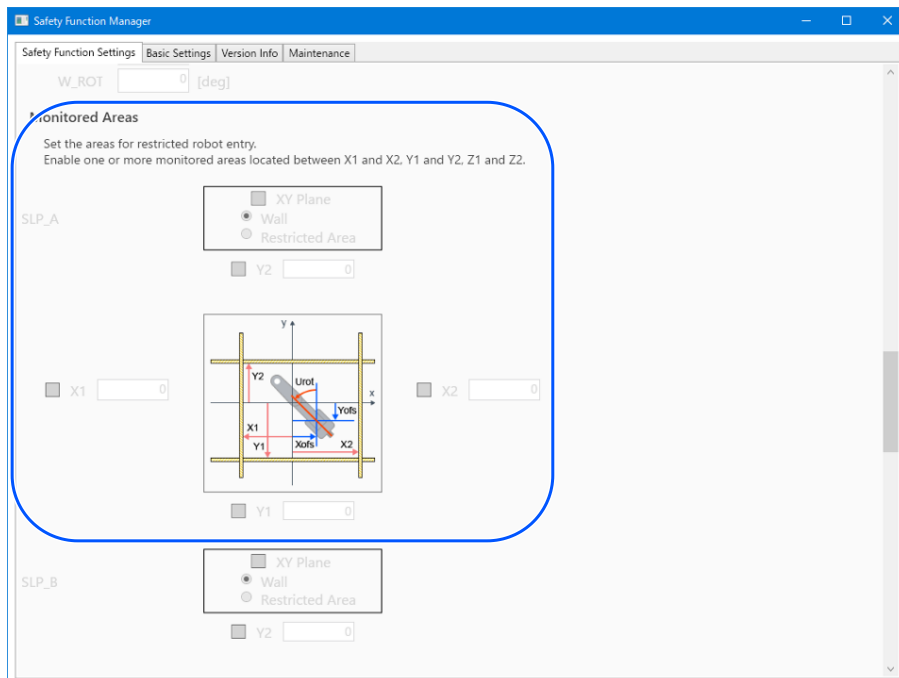 Safety Function Manager
Safety Function Settings Basic Settings Version Info Maintenance
W_ROT 0 [deg]
Monitored Areas
Set the areas for restricted robot entry.
Enable one or more monitored areas located between X1 and X2, Y1 and Y2, Z1 and Z2.
XY Plane
SLP_A
Wall
Restricted Area
Y2 0
y
Y2
Urot
x
X1 0
X2 0
Yofs
X1
Y1
Xofs
X2
Y1 0
XY Plane
SLP_B
Wall
Restricted Area
Y2 0